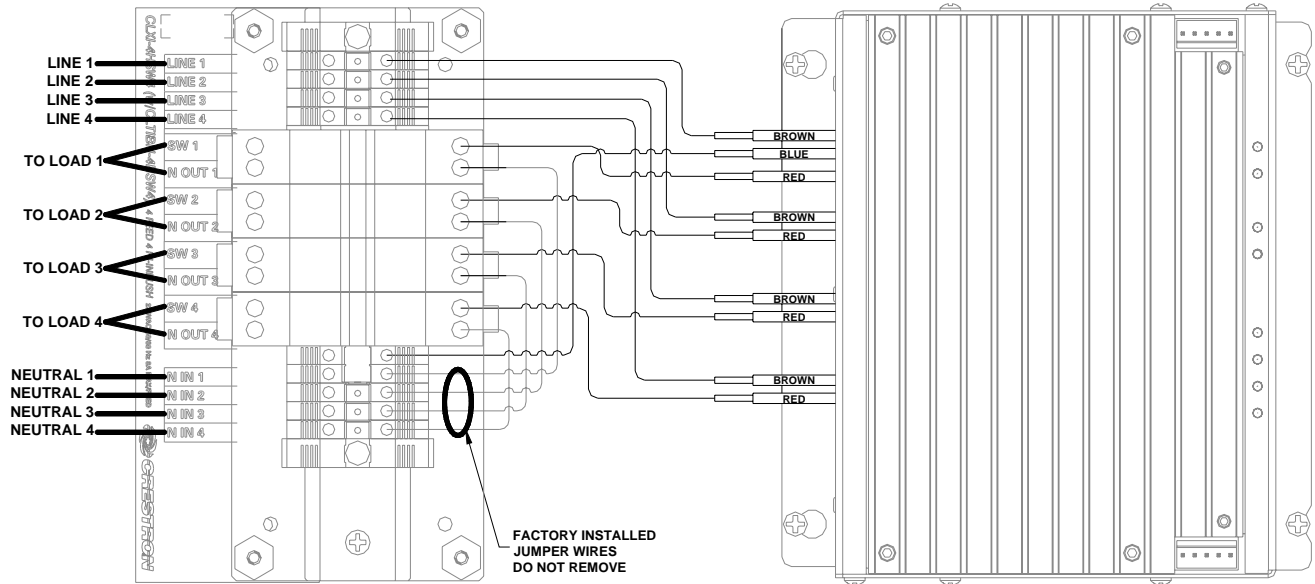 LINE 1
LINE 2
LINE 3
LINE 4
TO LOAD 1
TO LOAD 2
TO LOAD 3
TO LOAD 4
NEUTRAL 1
NEUTRAL 2
NEUTRAL 3
NEUTRAL 4
LINE 1
LINE 2
LINE 3
LINE 4
SW 1
N OUT 1
SW 2
N OUT 2
SW 3
N OUT 3
SW 4
N OUT 4
N IN 1
N IN 2
N IN 3
N IN 4
CRESTRON
BROWN
BLUE
RED
BROWN
RED
BROWN
RED
BROWN
RED
FACTORY INSTALLED
JUMPER WIRES
DO NOT REMOVE